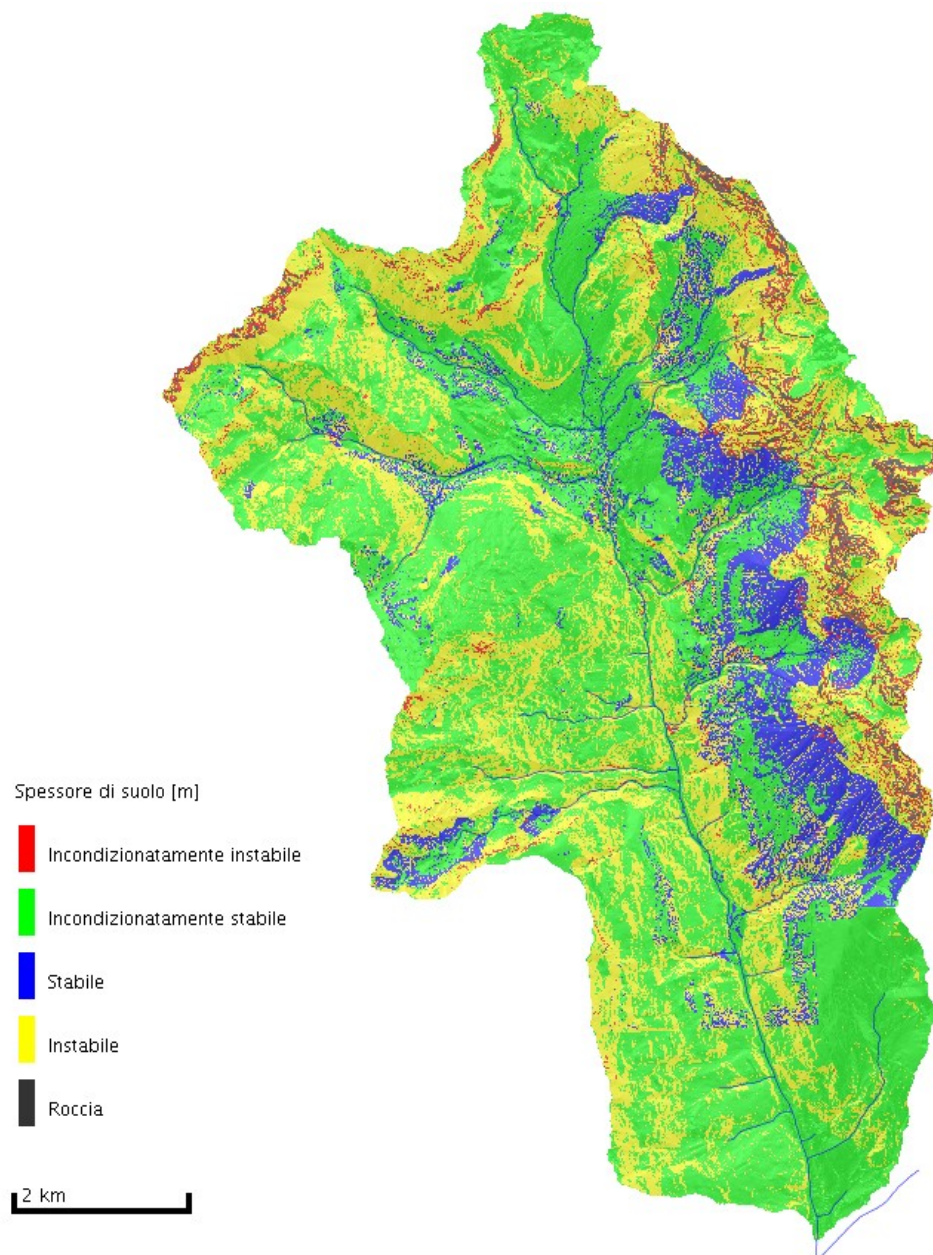 Spessore di suolo [m]
Incondizionatamente instabile
Incondizionatamente stabile
Stabile
Instabile
Roccia
2 km